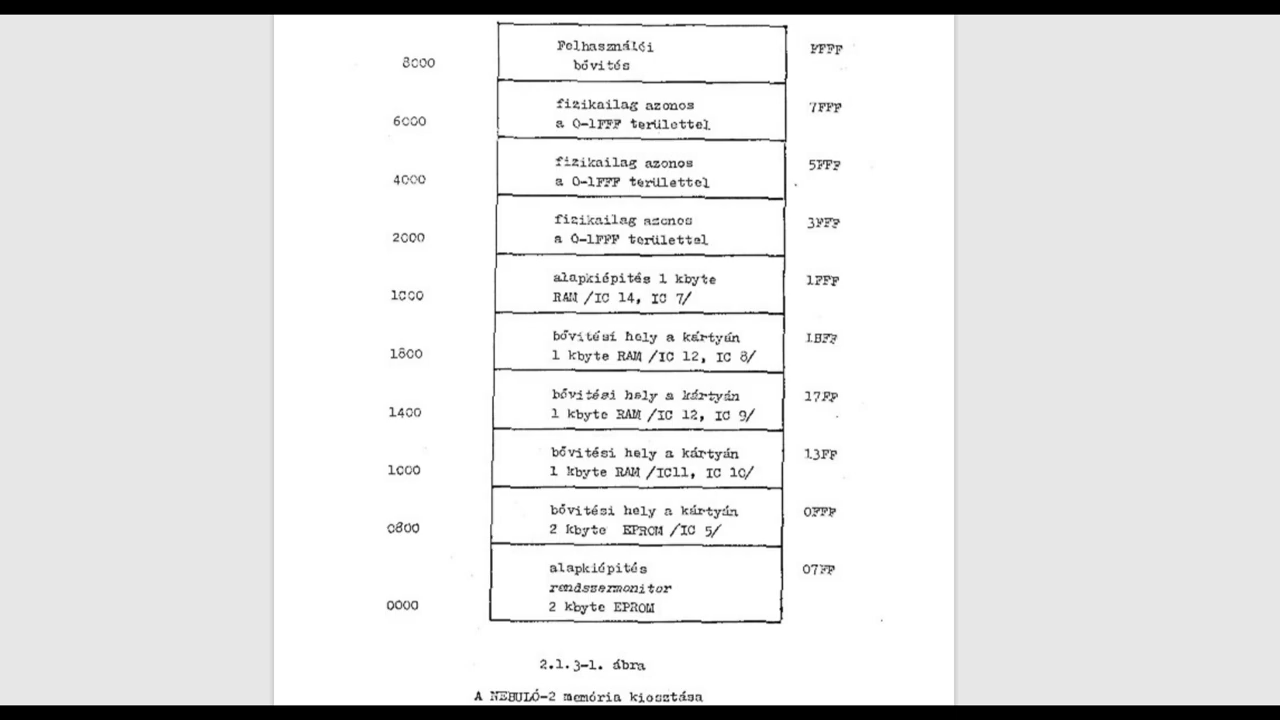 Felhasználói FFFF
8000 bővités
fizikailag azonos 7FFF
6000 a 0-1FFF területtel
fizikailag azonos 5FFF
4000 a 0-1FFF területtel
fizikailag azonos 3FFF
2000 a 0-1FFF területtel
alapkiépités 1 kbyte 1FFF
1C00 RAM /IC 14, IC 7/
bővitési hely a kártyán 1BFF
1800 1 kbyte RAM /IC 12, IC 8/
bővitési hely a kártyán 17FF
1400 1 kbyte RAM /IC 12, IC 9/
bővitési hely a kártyán 13FF
1000 1 kbyte RAM /IC11, IC 10/
bővitési hely a kártyán 0FFF
0800 2 kbyte EPROM /IC 5/
alapkiépités 07FF
rendszermonitor
0000 2 kbyte EPROM
2.1.3-1. ábra
A NEBULÓ-2 memória kiosztása